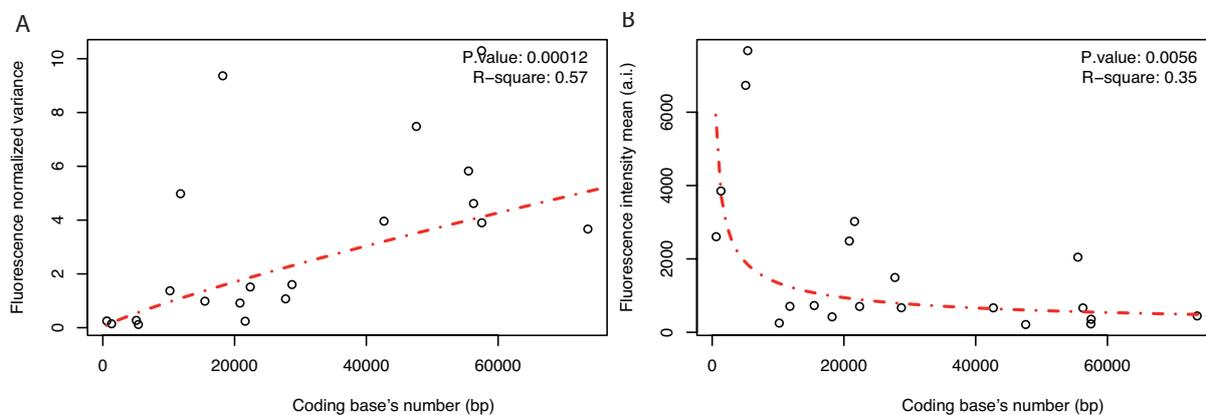 A
P.value: 0.00012
R−square: 0.57
Fluorescence normalized variance
10
8
6
4
2
0
0 20000 40000 60000
Coding base's number (bp)
B
P.value: 0.0056
R−square: 0.35
Fluorescence intensity mean (a.i.)
6000
4000
2000
0
0 20000 40000 60000
Coding base's number (bp)